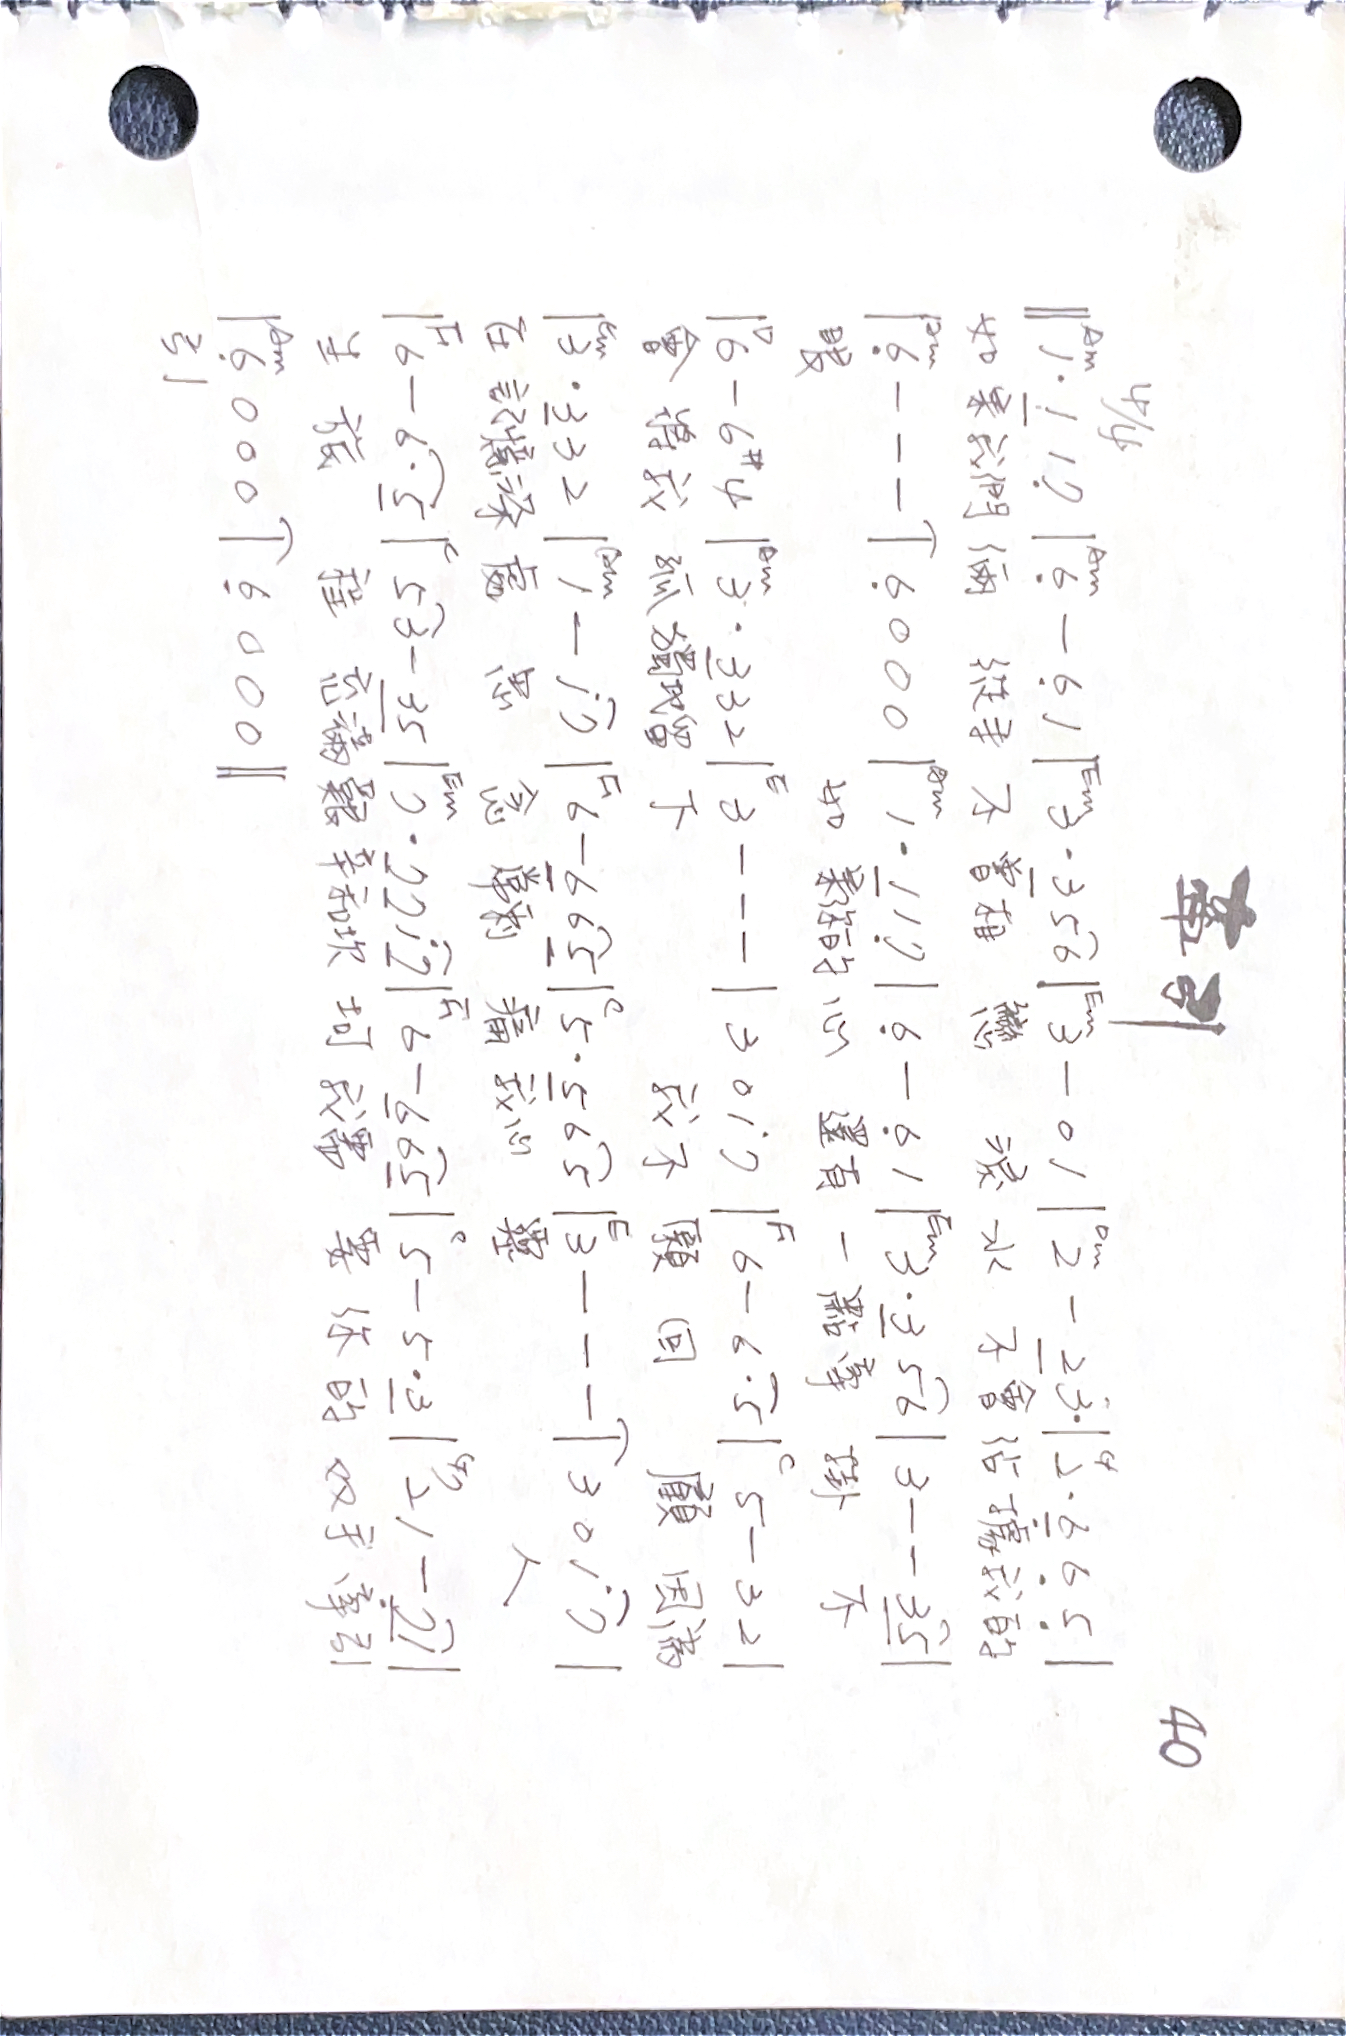 牽引
40
4/4
Am Am Em Em Dm G
‖1· 1 1 7 | 6 – 6 1 | 3 · 3 5 6 | 3 – 0 1 | 2 – 2 3· | 2 · 6 6 5 |
如果我們倆 從手 不曾相戀 淚水 不會佔據我的
Am Am Em
| 6 – – – | 6 0 0 0 | 1 · 1 1 7 | 6 – 6 1 | 3 · 3 5 6 | 3 – – 3 5 |
眼 如果你的心 還有一點牽掛 不
D Am E F C
| 6 – 6 #4 | 3 · 3 3 2 | 3 – – – | 3 0 i 7 | 6 – 6 · 5 | 5 – 3 2 |
會將我孤獨地留下 我不願回顧 因為
Em Am F C E
| 3 · 3 3 2 | 1 – i 7 | 6 – 6 6 5 | 5 · 5 6 5 | 3 – – – | 3 0 i 7 |
在記憶深處 思念常刺痛我心靈 人
F C Em F C G7
| 6 – 6 · 5 | 5 3 – 3 5 | 7 · 7 7 i 7 | 6 – 6 6 5 | 5 – 5 · 3 | 2 1 – 7 1 |
生旅程 充滿艱辛和坎坷 我需要你的双手牽引
Am
| 6 0 0 0 | 6 0 0 0 ‖
引